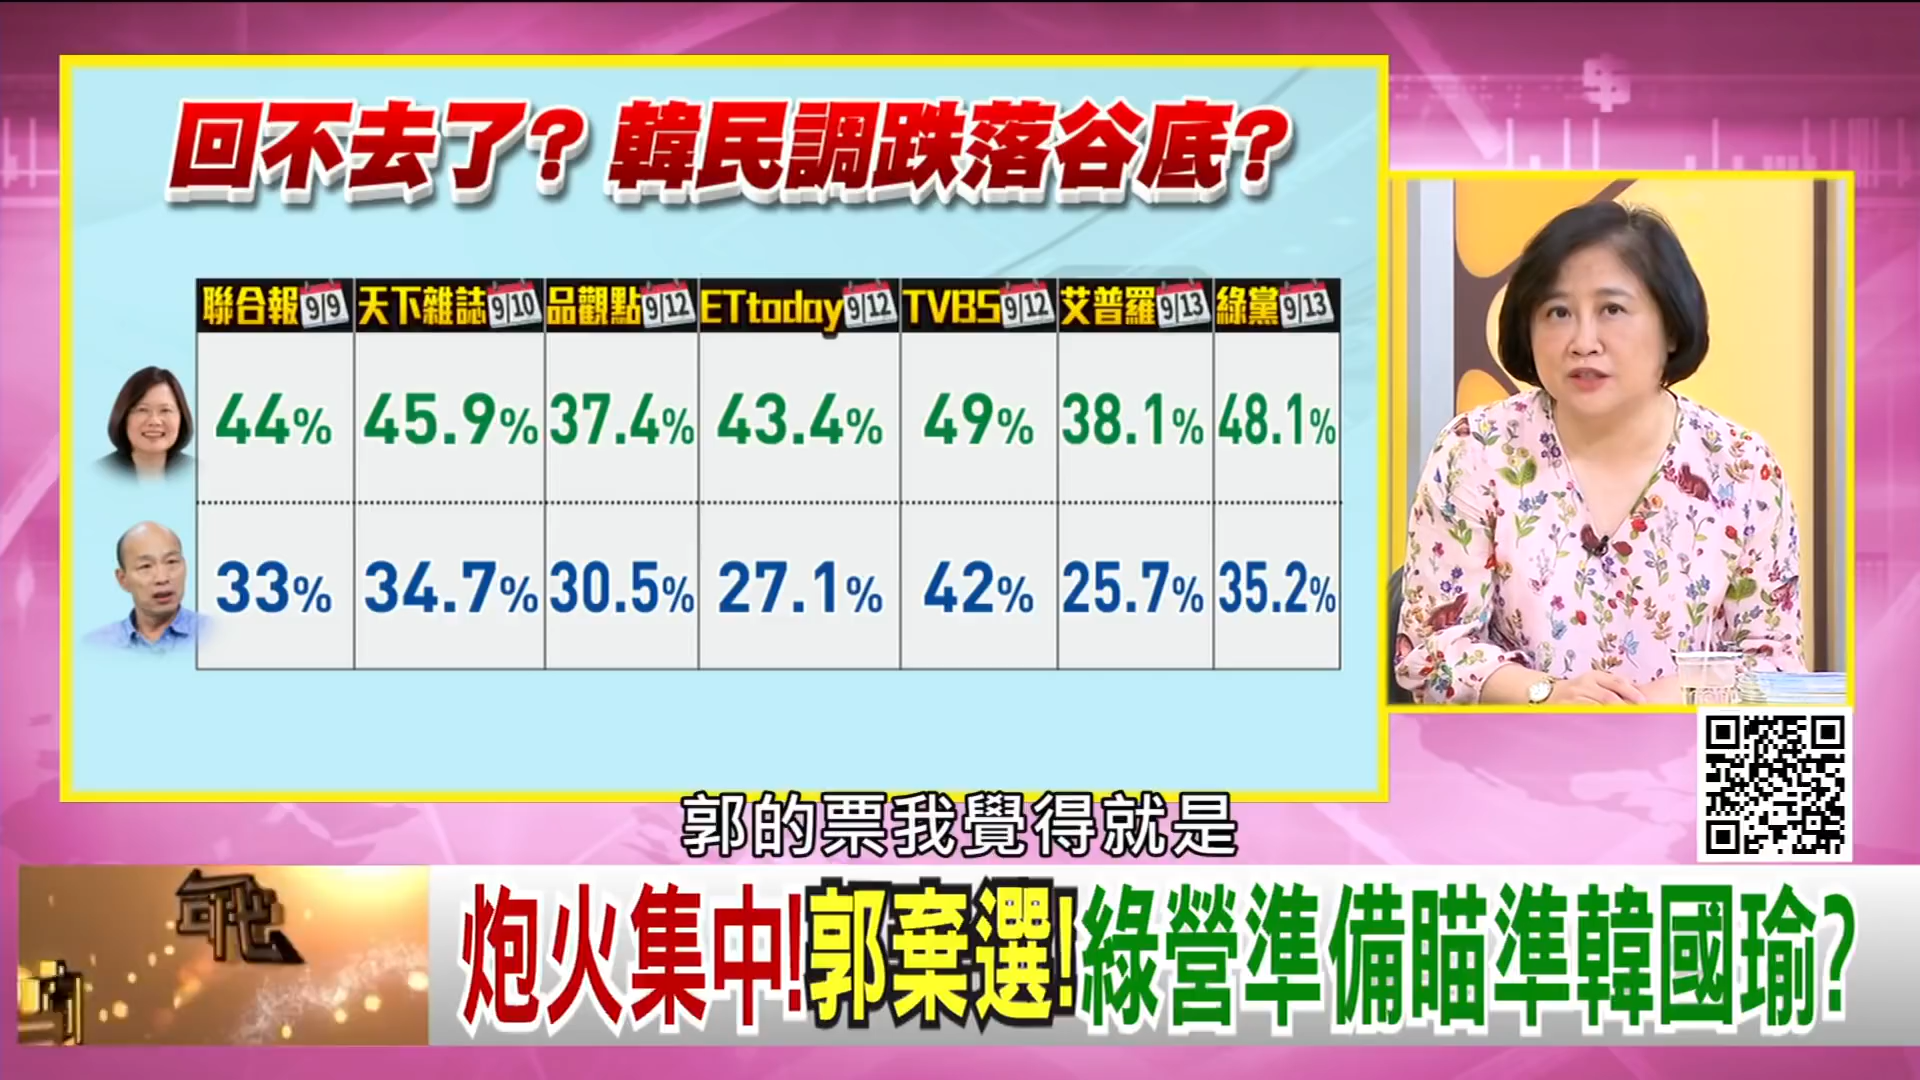 回不去了? 韓民調跌落谷底?
聯合報 9/9 天下雜誌 9/10 品觀點 9/12 ETtoday 9/12 TVBS 9/12 艾普羅 9/13 綠黨 9/13
44% 45.9% 37.4% 43.4% 49% 38.1% 48.1%
33% 34.7% 30.5% 27.1% 42% 25.7% 35.2%
郭的票我覺得就是
炮火集中!郭棄選!綠營準備瞄準韓國瑜?